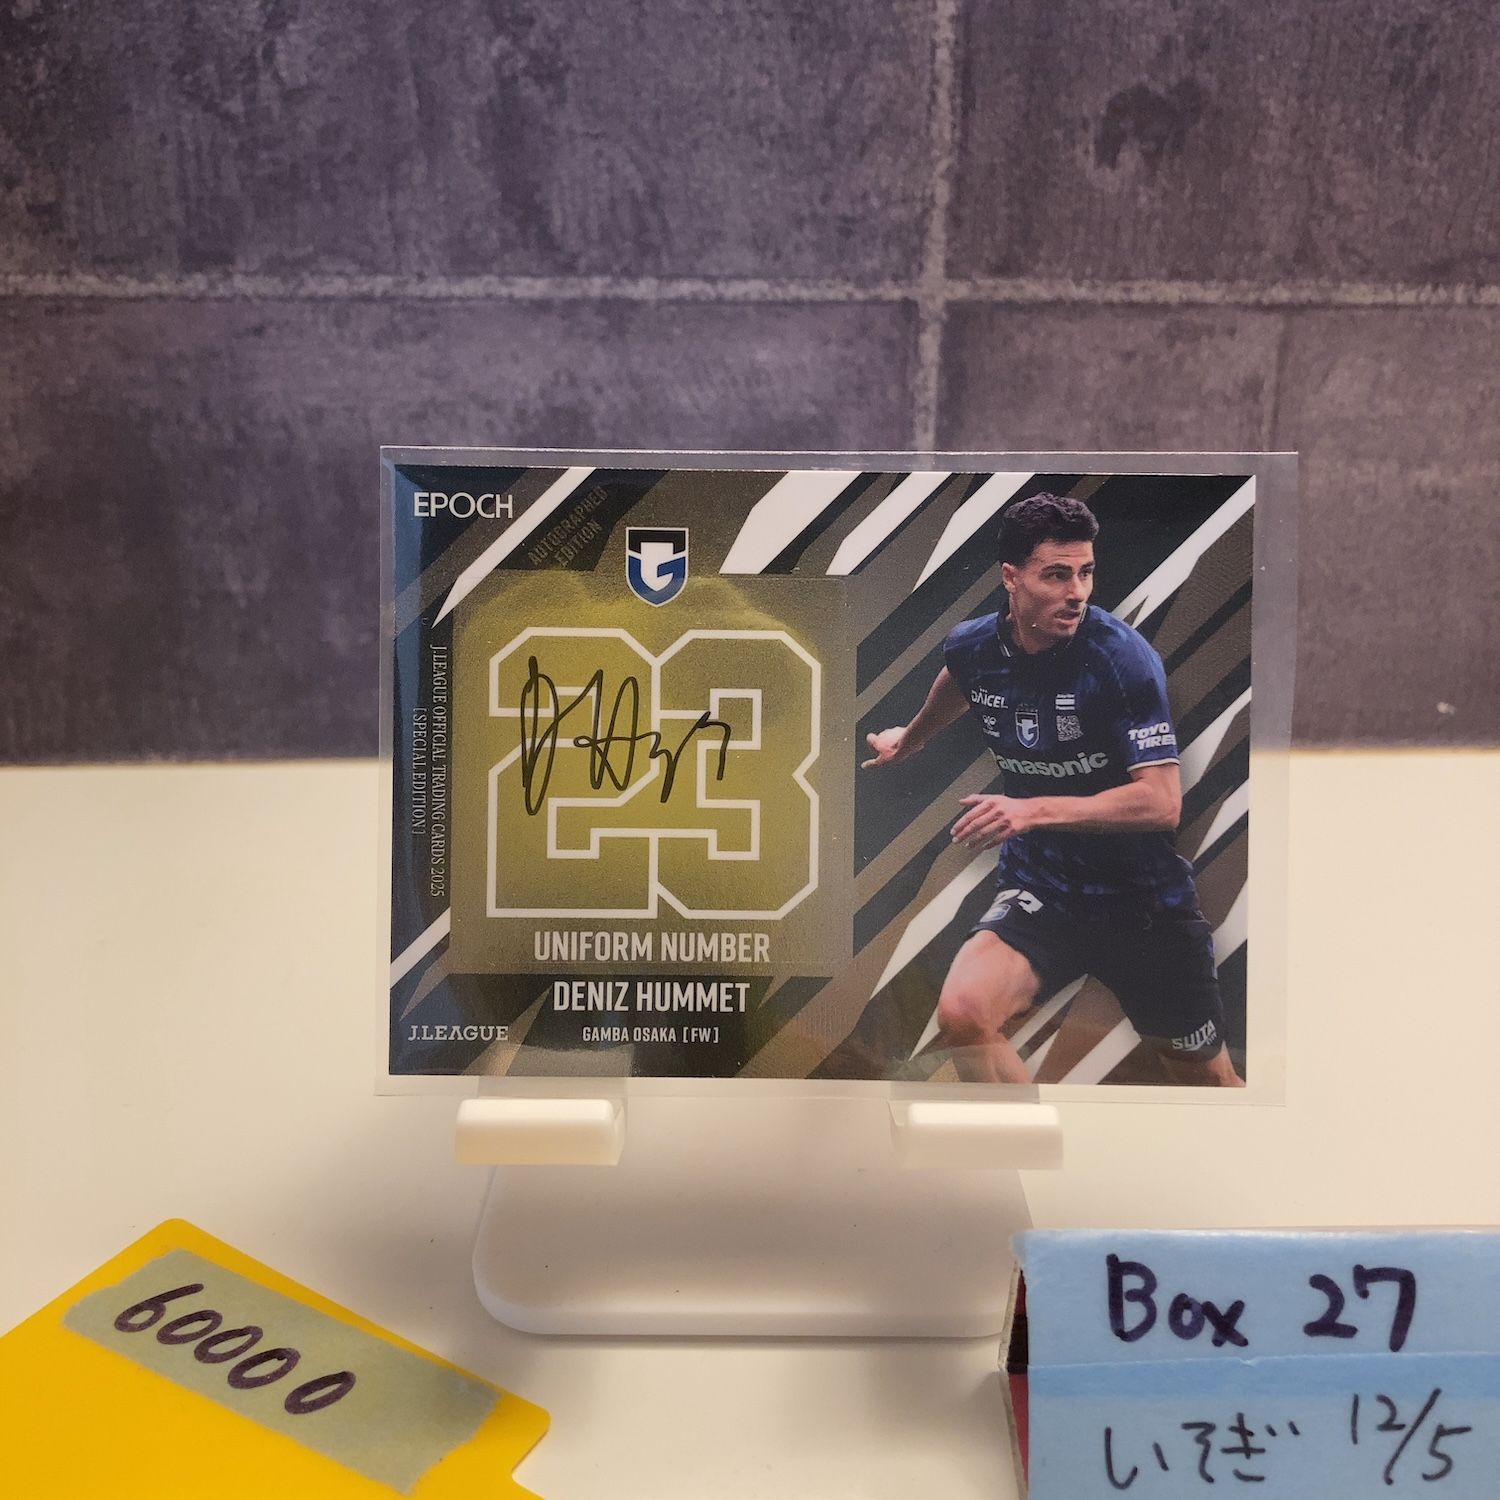 EPOCH
AUTOGRAPHED
EDITION
J.LEAGUE OFFICIAL TRADING CARDS 2025
[SPECIAL EDITION]
23
UNIFORM NUMBER
DENIZ HUMMET
GAMBA OSAKA [FW]
J.LEAGUE
DAICEL
TOYO
TIRES
Panasonic
23
SUITA
60000
Box 27
いそぎ 12/5